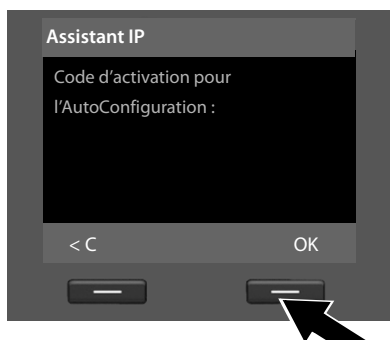 Assistant IP
Code d’activation pour
l’AutoConfiguration :
< C OK